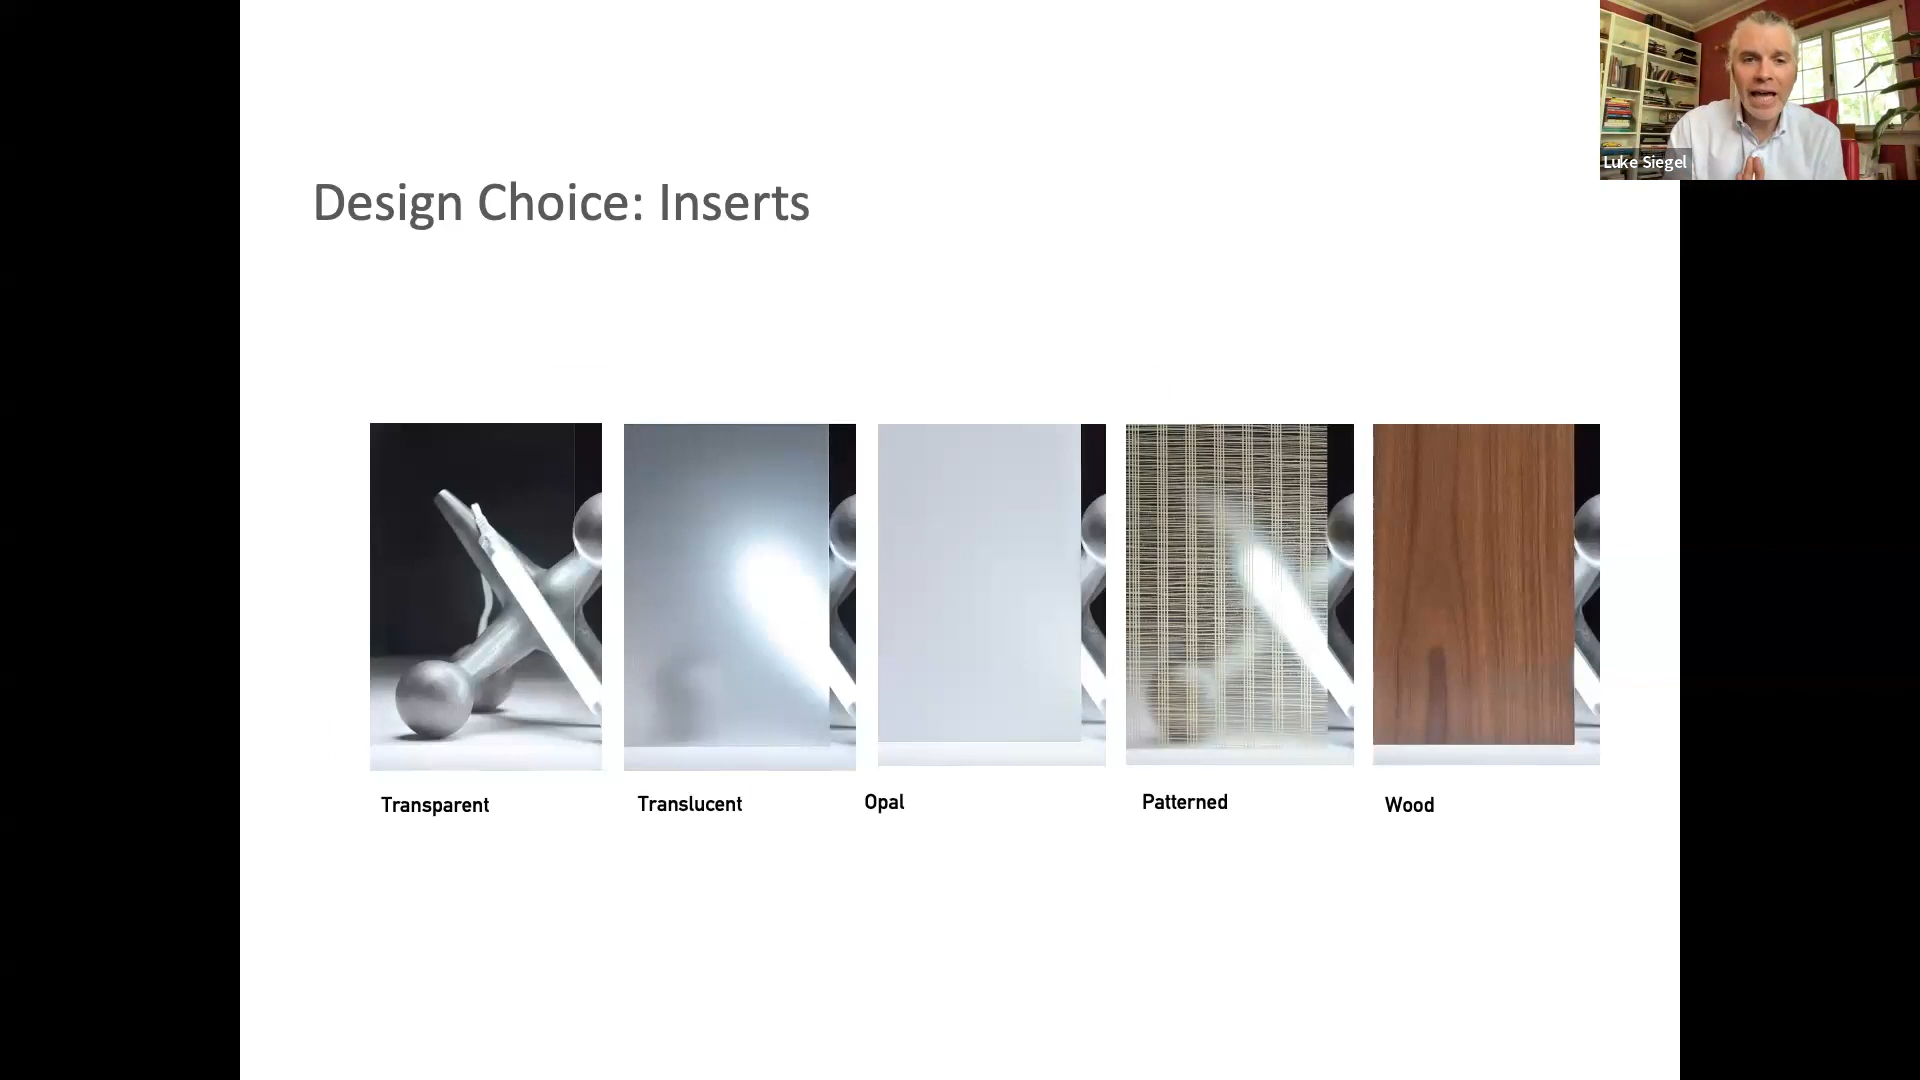 Luke Siegel
Design Choice: Inserts
Transparent
Translucent
Opal
Patterned
Wood